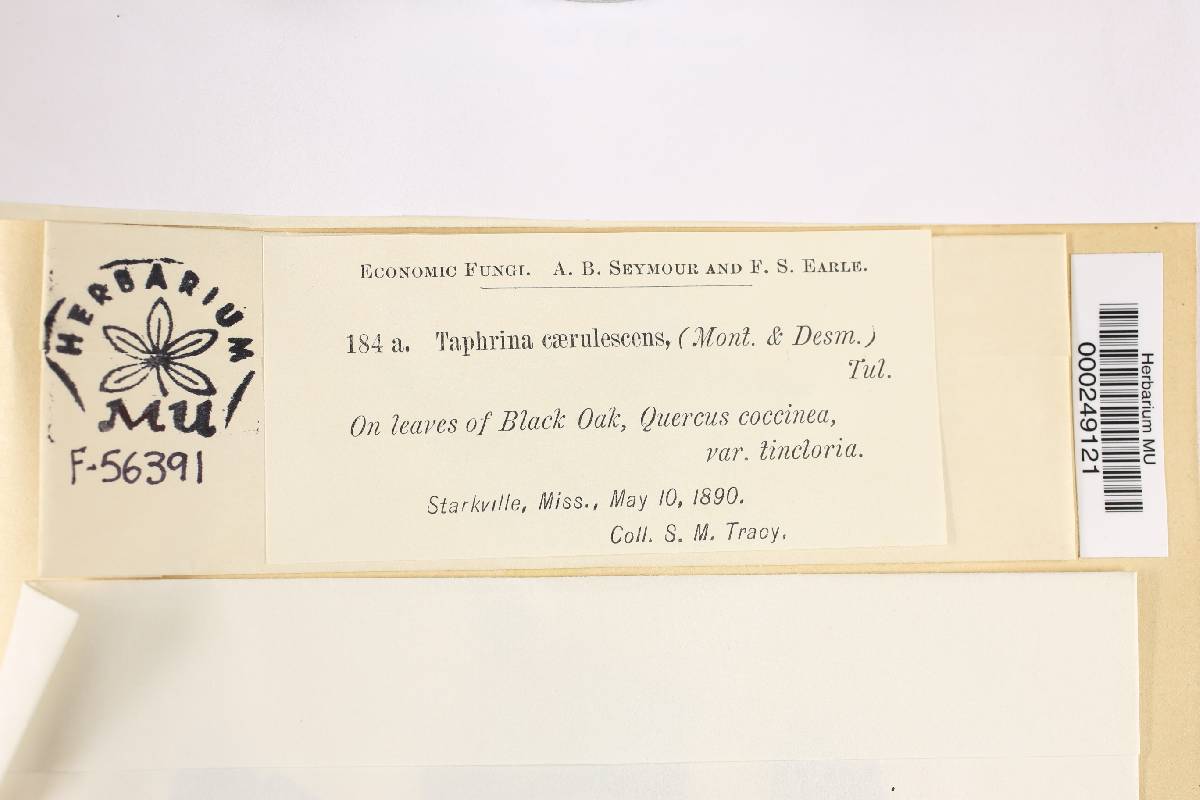 HERBARIUM
MU
F-56391
ECONOMIC FUNGI. A. B. SEYMOUR AND F. S. EARLE.
184 a. Taphrina cærulescens, (Mont. & Desm.)
Tul.
On leaves of Black Oak, Quercus coccinea,
var. tinctoria.
Starkville, Miss., May 10, 1890.
Coll. S. M. Tracy.
Herbarium MU
000249121